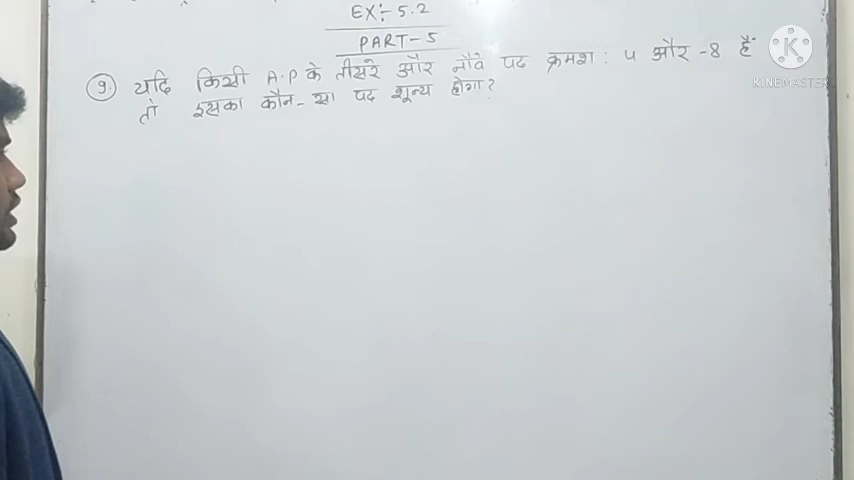 EX:- 5.2
PART-5
9. यदि किसी A.P के तीसरे और नौवे पद क्रमश: 4 और -8 हैं
तो इसका कौन-सा पद शून्य होगा?
K
KINEMASTER